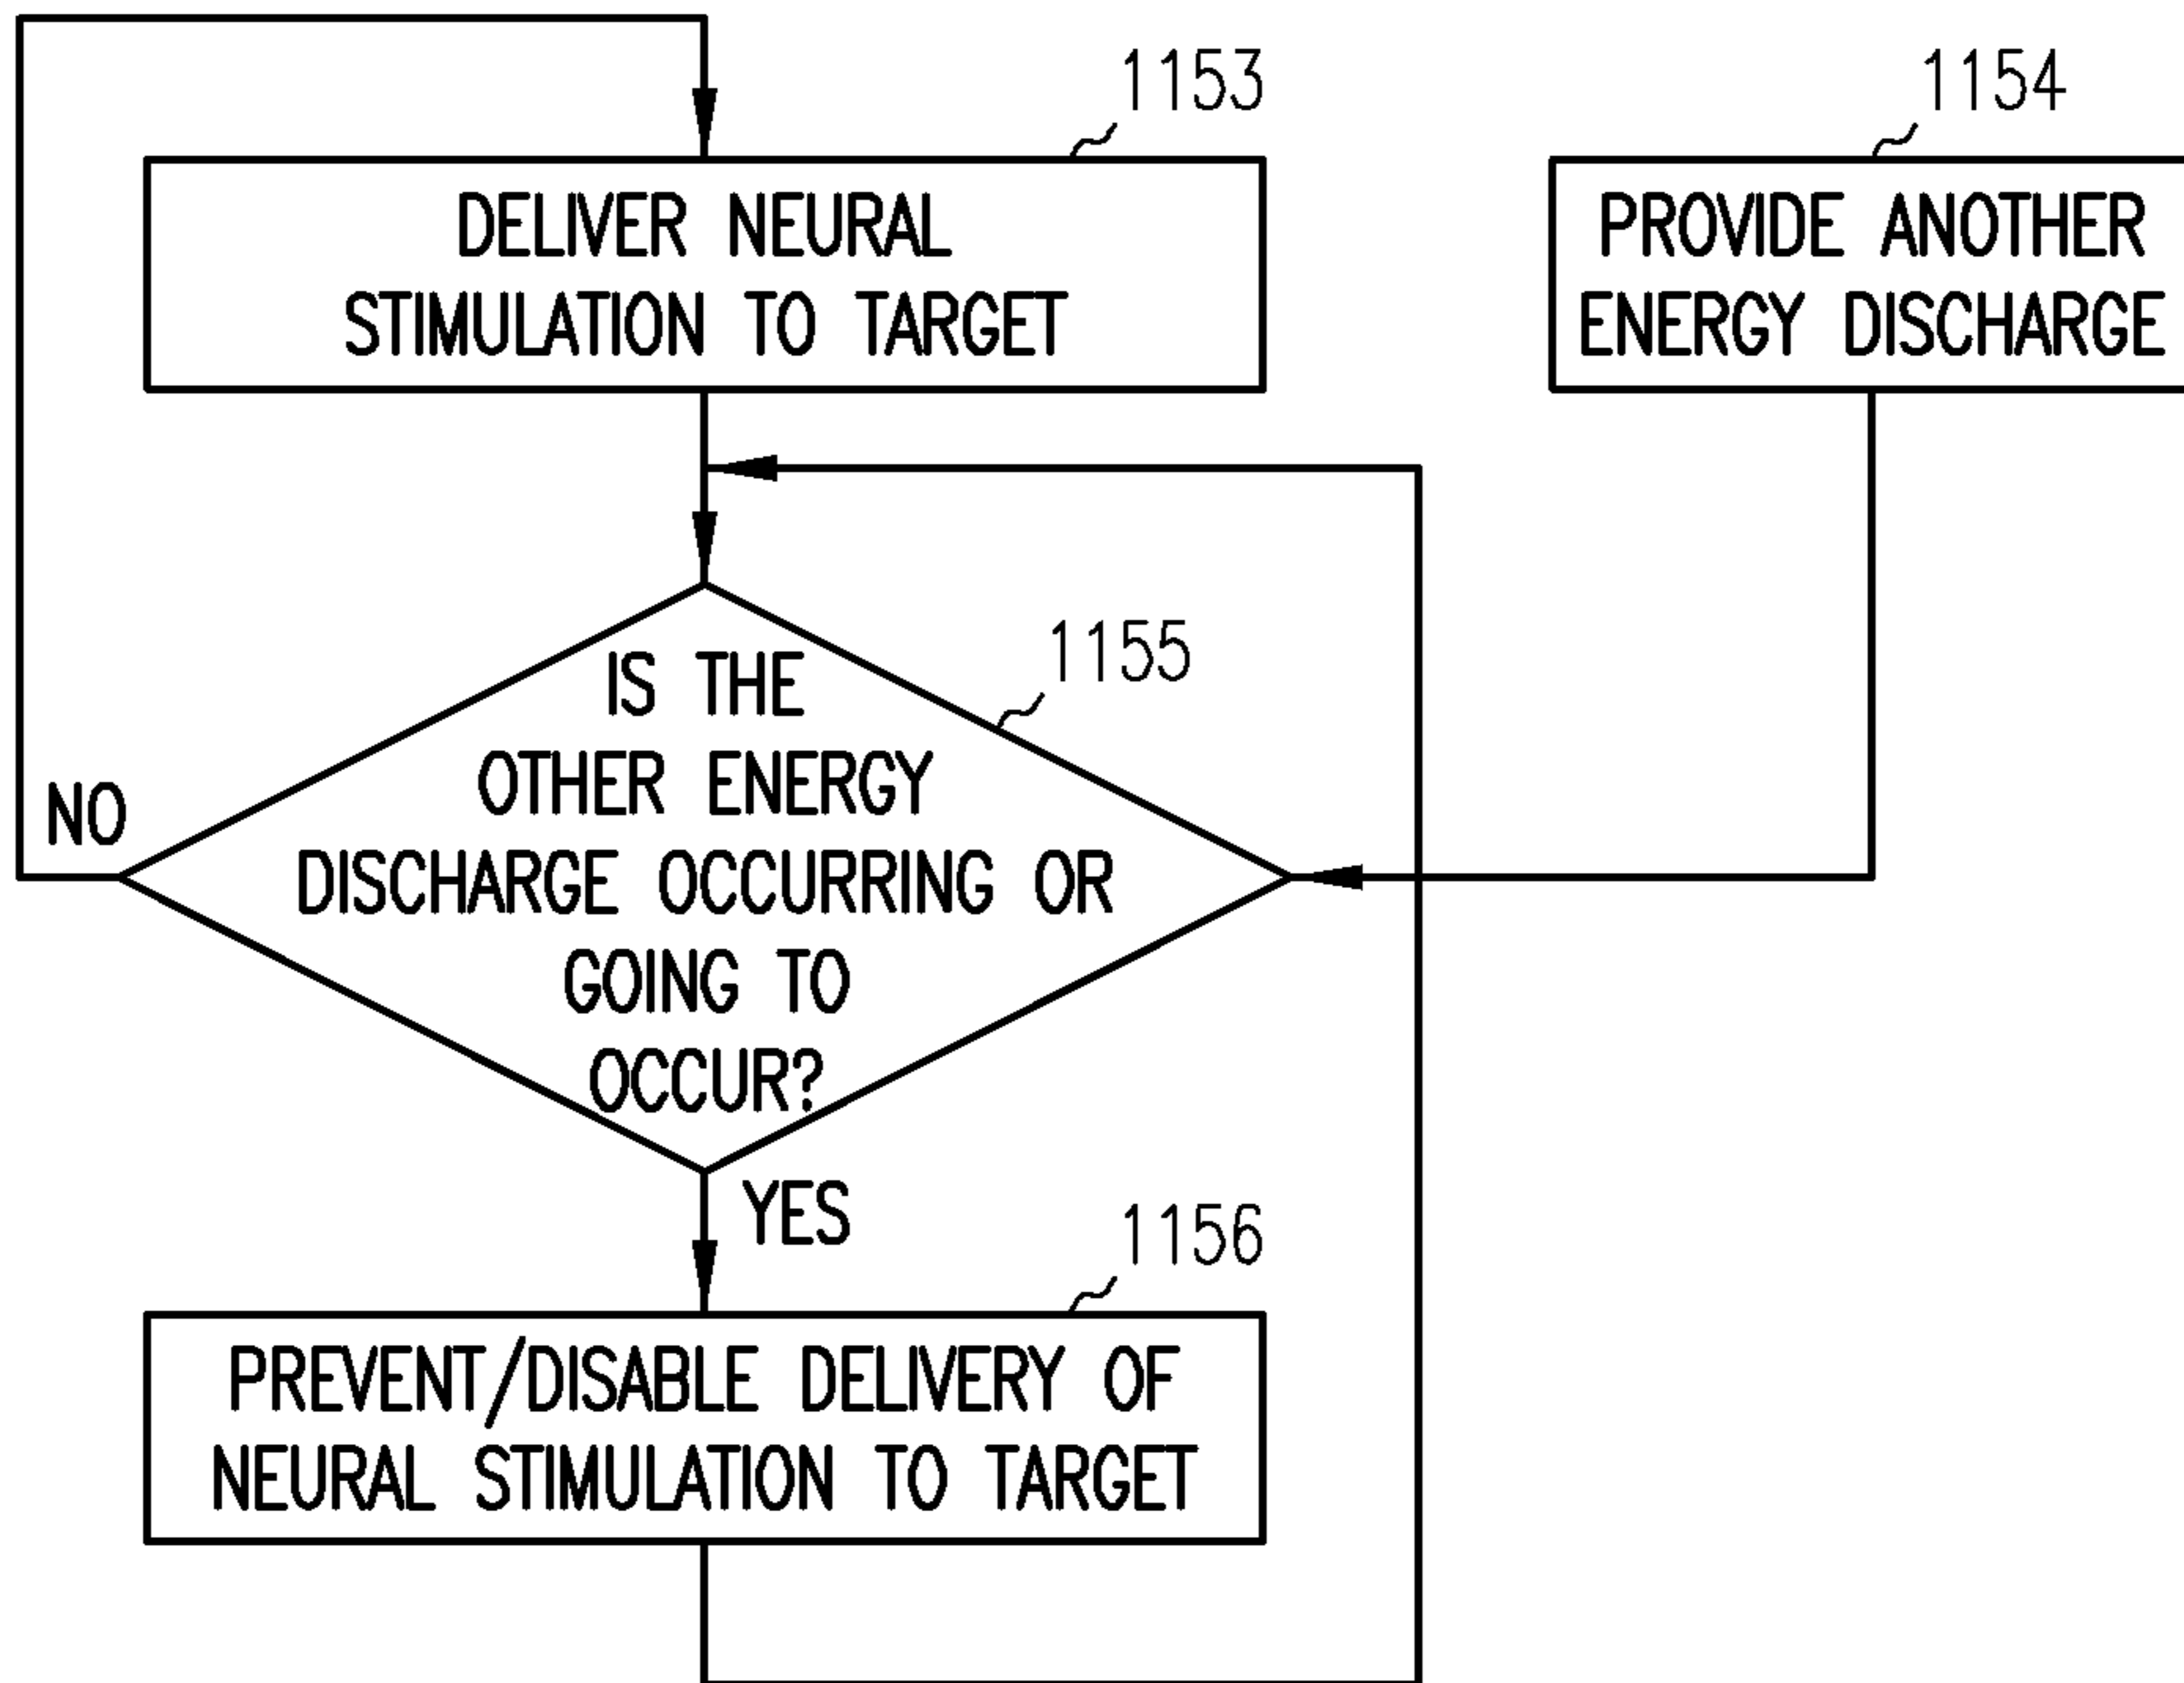 1153
DELIVER NEURAL
STIMULATION TO TARGET
1154
PROVIDE ANOTHER
ENERGY DISCHARGE
1155
IS THE
OTHER ENERGY
DISCHARGE OCCURRING OR
GOING TO
OCCUR?
NO
YES
1156
PREVENT/DISABLE DELIVERY OF
NEURAL STIMULATION TO TARGET